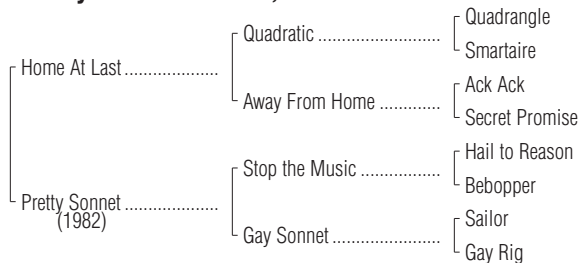 Quadrangle
Quadratic ..............................
Smartaire
Home At Last .......................
Ack Ack
Away From Home ..............
Secret Promise
Hail to Reason
Stop the Music ...................
Bebopper
Pretty Sonnet .......................
(1982)
Sailor
Gay Sonnet ..........................
Gay Rig